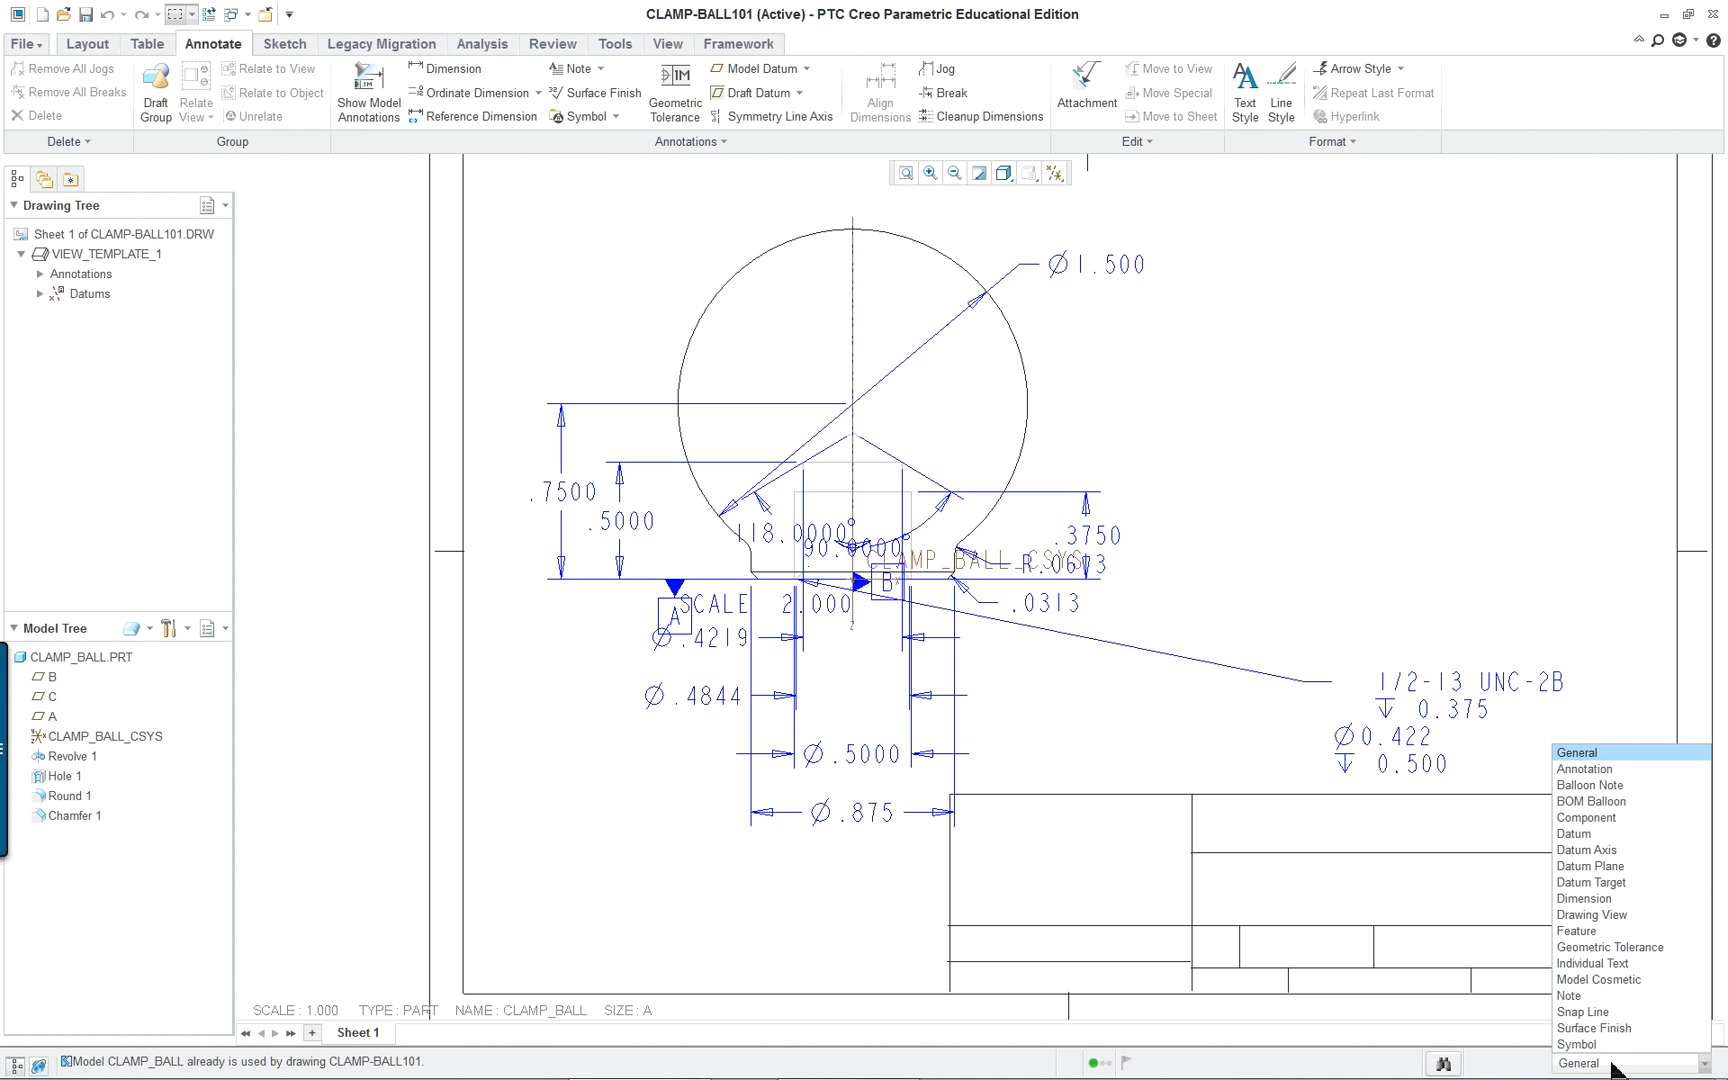 CLAMP-BALL101 (Active) - PTC Creo Parametric Educational Edition
File
Layout
Table
Annotate
Sketch
Legacy Migration
Analysis
Review
Tools
View
Framework
Remove All Jogs
Remove All Breaks
Delete
Draft Group
Relate View
Relate to View
Relate to Object
Unrelate
Show Model Annotations
Dimension
Ordinate Dimension
Reference Dimension
Note
Surface Finish
Symbol
Geometric Tolerance
Model Datum
Draft Datum
Symmetry Line Axis
Align Dimensions
Jog
Break
Cleanup Dimensions
Attachment
Move to View
Move Special
Move to Sheet
Text Style
Line Style
Arrow Style
Repeat Last Format
Hyperlink
Delete
Group
Annotations
Edit
Format
Drawing Tree
Sheet 1 of CLAMP-BALL101.DRW
VIEW_TEMPLATE_1
Annotations
Datums
Model Tree
CLAMP_BALL.PRT
B
C
A
CLAMP_BALL_CSYS
Revolve 1
Hole 1
Round 1
Chamfer 1
Ø1.500
.7500
.5000
118.0000°
90.0000°
.3750
CLAMP_BALL_CSYS
R.0613
B
.0313
A
SCALE 2.000
Ø.4219
Ø.4844
Ø.5000
Ø.875
1/2-13 UNC-2B
↧ 0.375
Ø0.422
↧ 0.500
General
Annotation
Balloon Note
BOM Balloon
Component
Datum
Datum Axis
Datum Plane
Datum Target
Dimension
Drawing View
Feature
Geometric Tolerance
Individual Text
Model Cosmetic
Note
Snap Line
Surface Finish
Symbol
General
SCALE : 1.000 TYPE : PART NAME : CLAMP_BALL SIZE : A
Sheet 1
Model CLAMP_BALL already is used by drawing CLAMP-BALL101.